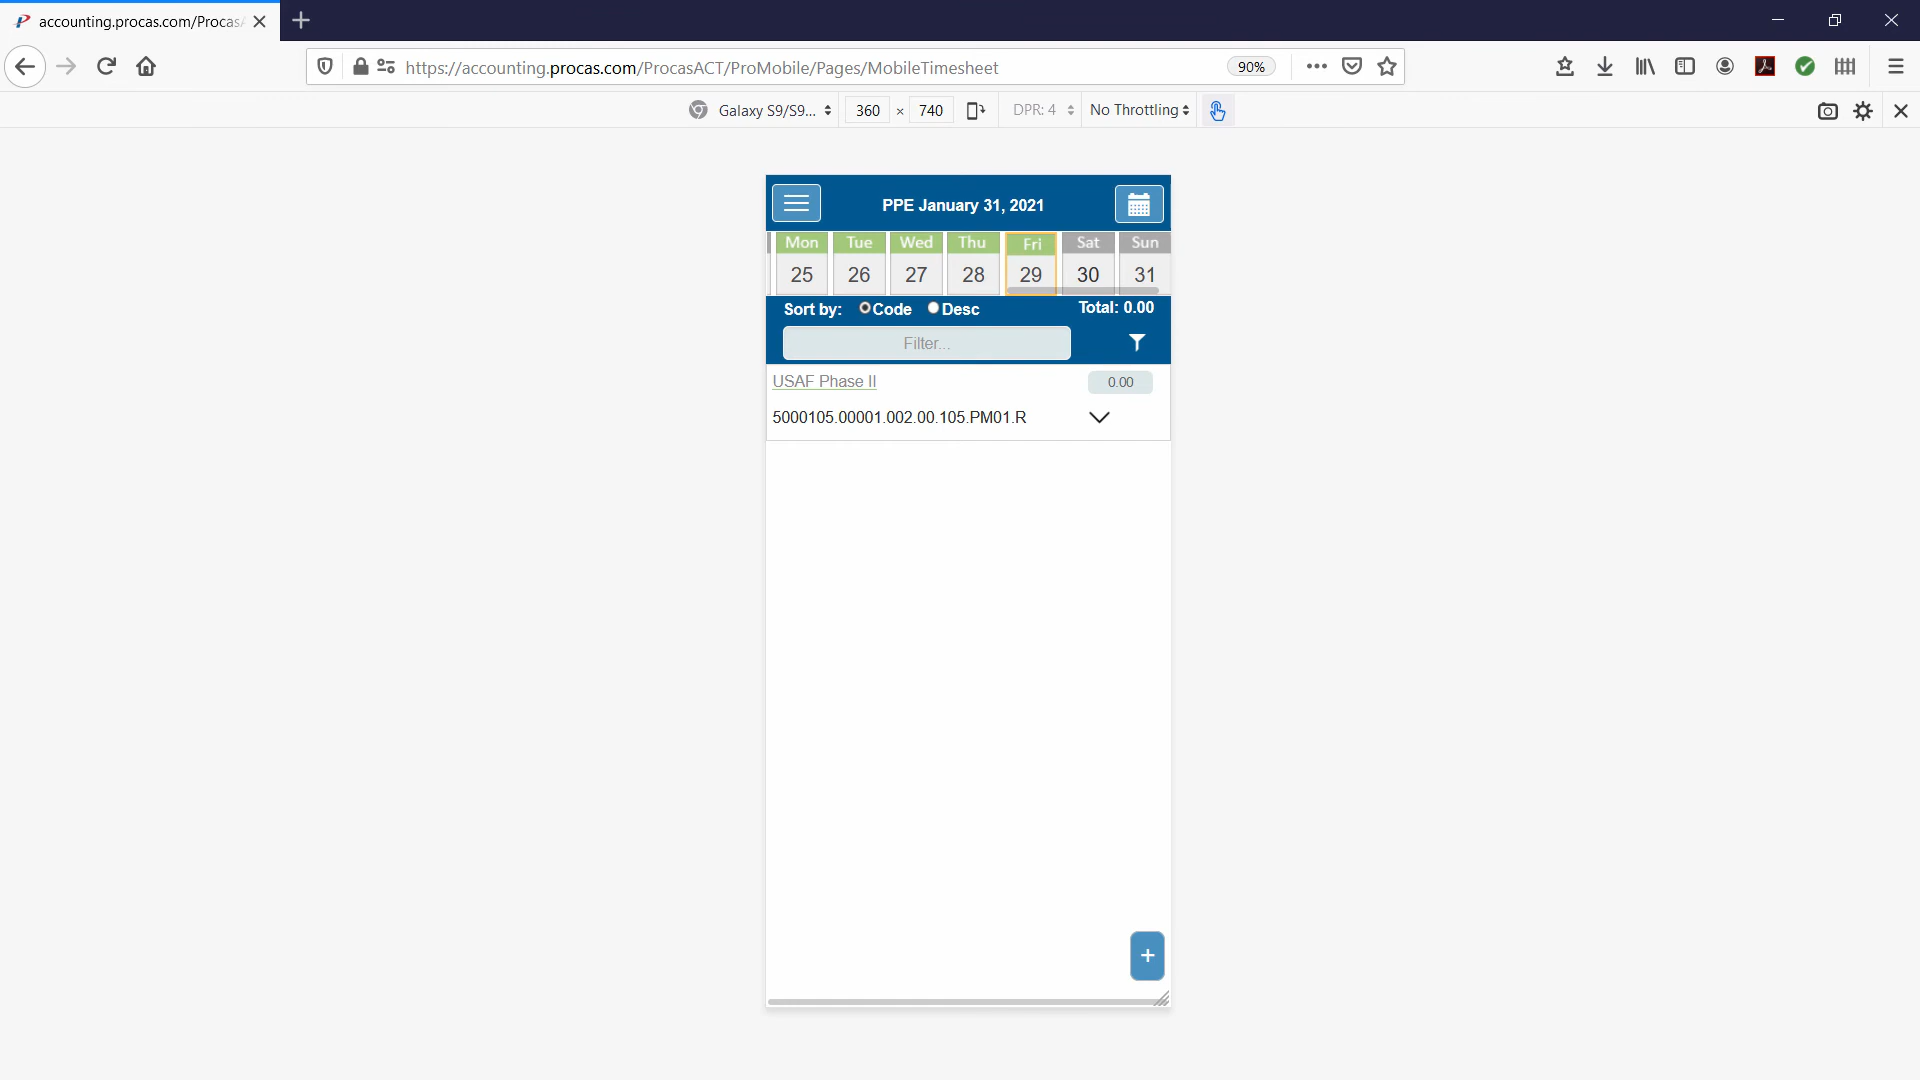 accounting.procas.com/Procas
https://accounting.procas.com/ProcasACT/ProMobile/Pages/MobileTimesheet
90%
Galaxy S9/S9...
360 × 740
DPR: 4
No Throttling
PPE January 31, 2021
Mon Tue Wed Thu Fri Sat Sun
25 26 27 28 29 30 31
Sort by: Code Desc Total: 0.00
Filter...
USAF Phase II 0.00
5000105.00001.002.00.105.PM01.R
+